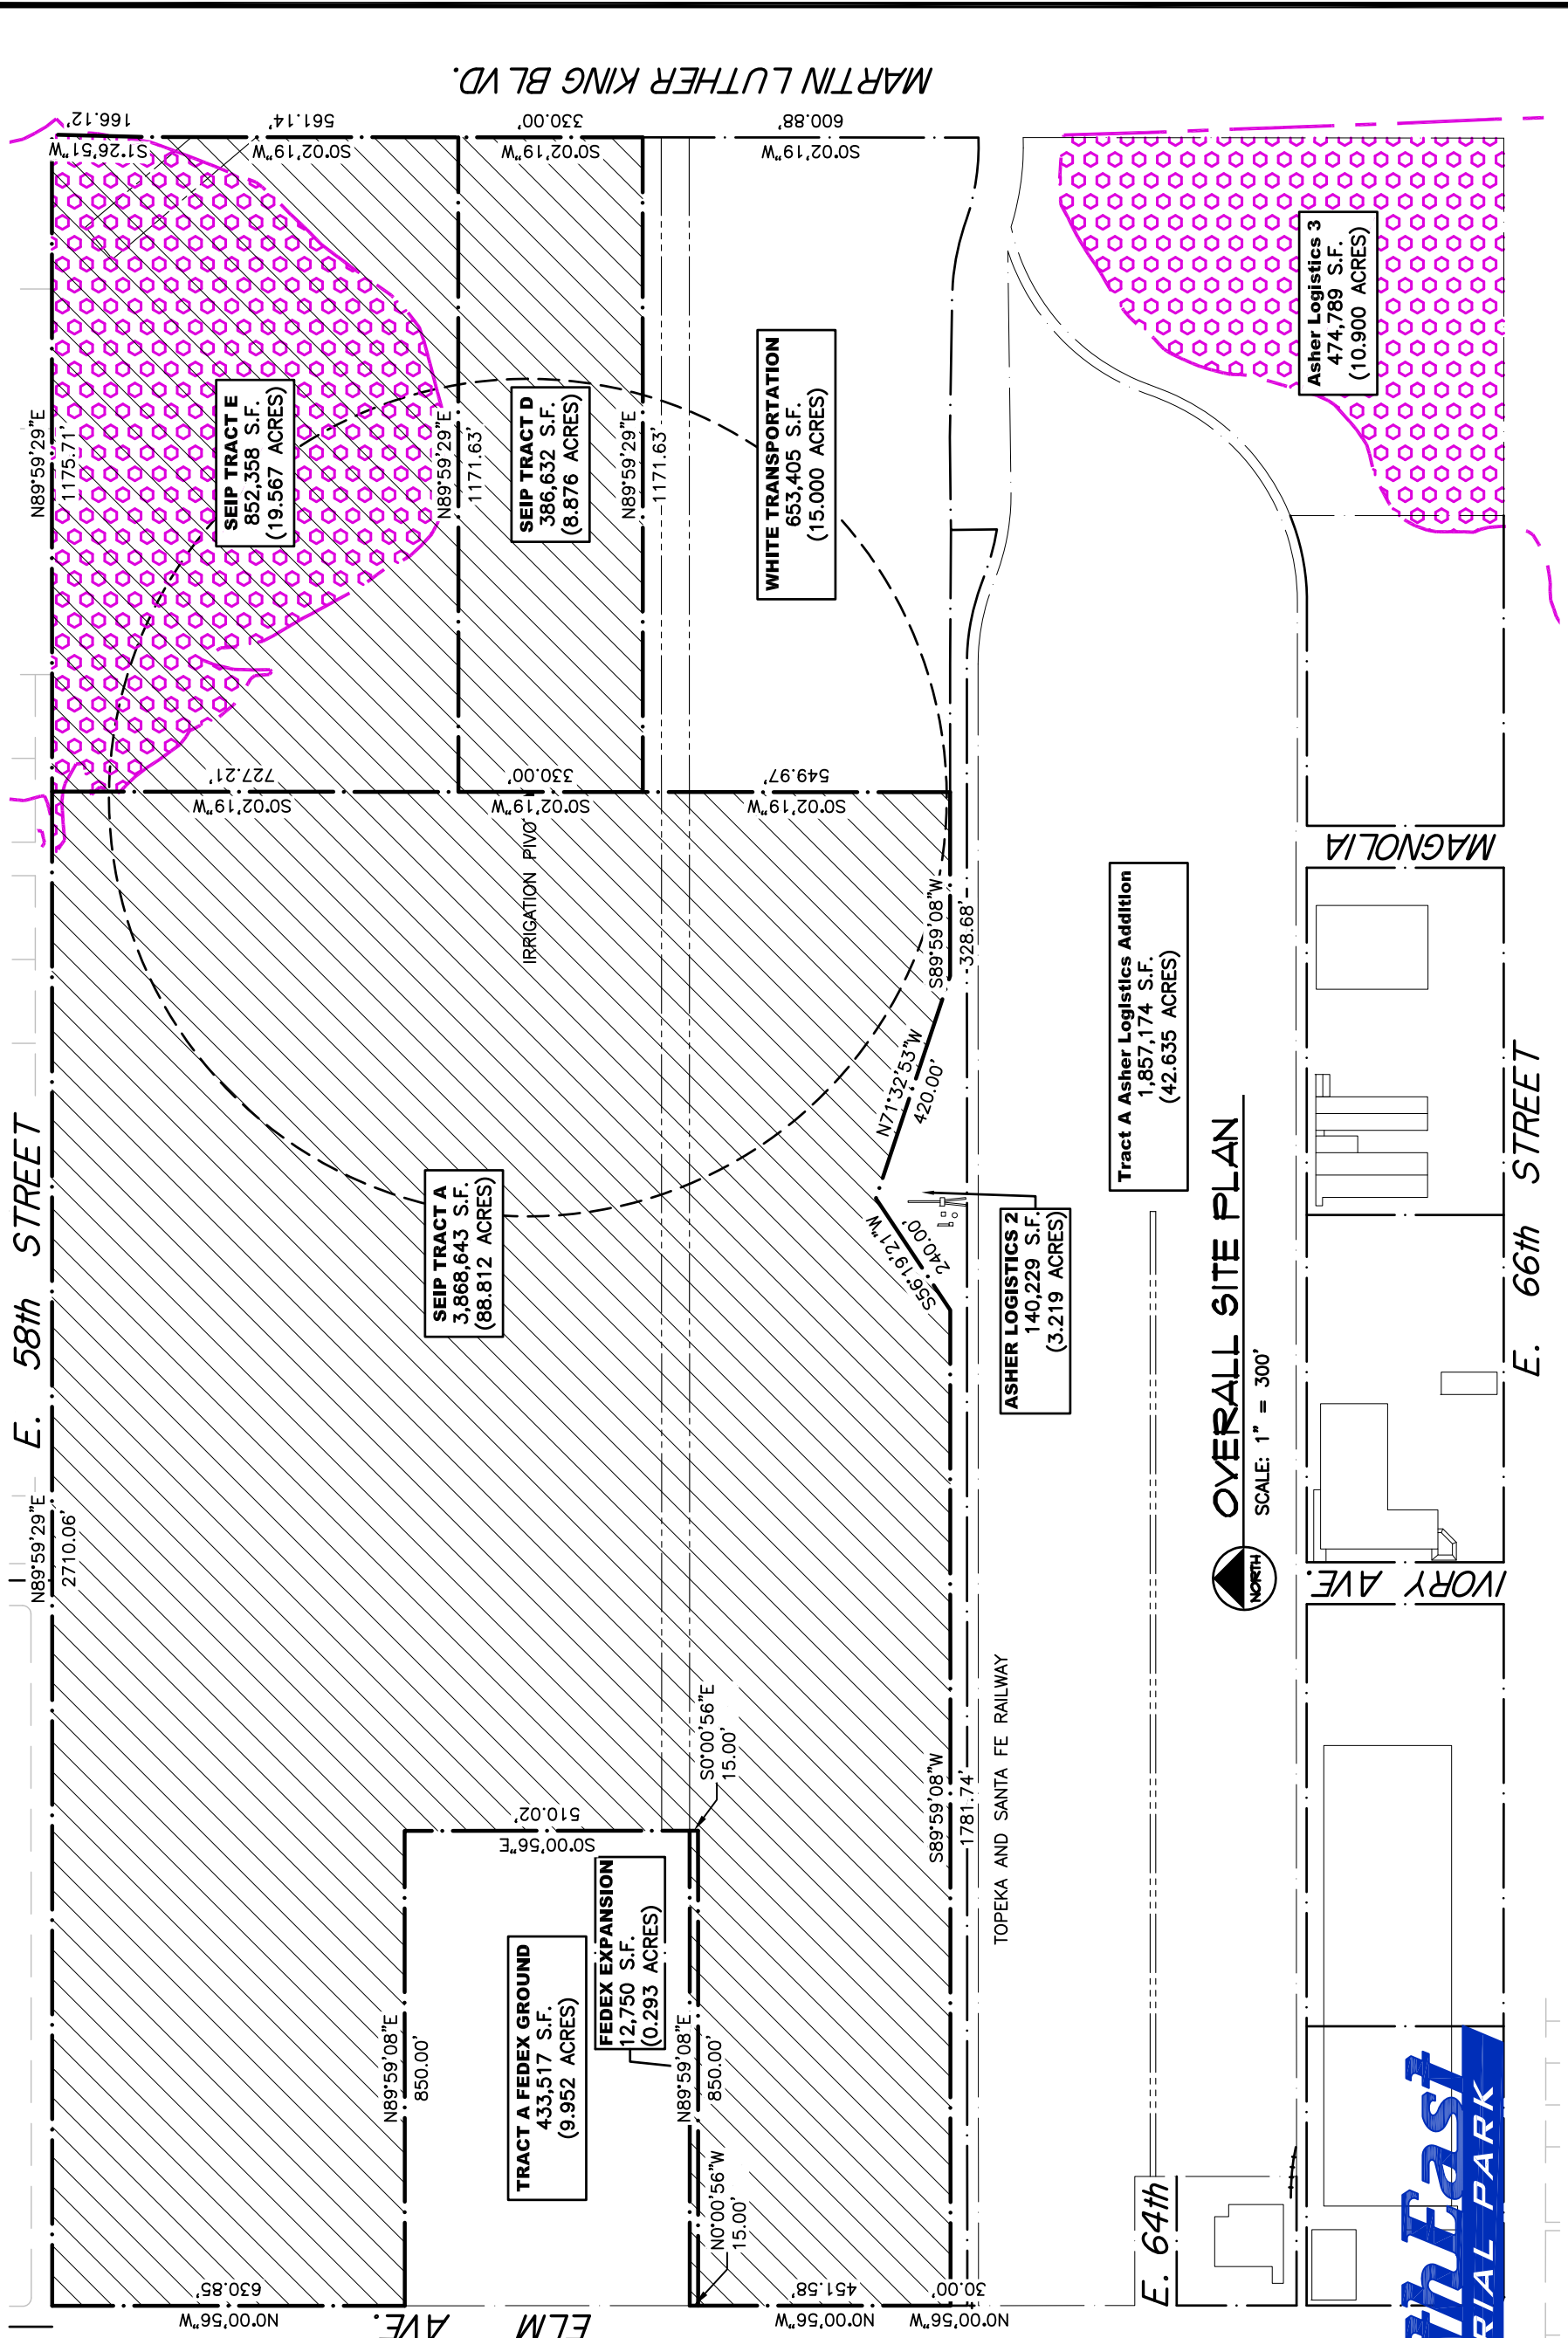 MARTIN LUTHER KING BLVD.
166.12'
S1°26'51"W
561.14'
S0°02'19"W
330.00'
S0°02'19"W
600.88'
S0°02'19"W
N89°59'29"E
1175.71'
SEIP TRACT E
852,358 S.F.
(19.567 ACRES)
N89°59'29"E
1171.63'
SEIP TRACT D
386,632 S.F.
(8.876 ACRES)
N89°59'29"E
1171.63'
WHITE TRANSPORTATION
653,405 S.F.
(15.000 ACRES)
Asher Logistics 3
474,789 S.F.
(10.900 ACRES)
727.21'
S0°02'19"W
330.00'
S0°02'19"W
549.97'
S0°02'19"W
IRRIGATION PIVO
MAGNOLIA
S89°59'08"W
328.68'
N71°32'53"W
420.00'
S56°19'21"W
240.00'
E. 58th STREET
N89°59'29"E
2710.06'
SEIP TRACT A
3,868,643 S.F.
(88.812 ACRES)
ASHER LOGISTICS 2
140,229 S.F.
(3.219 ACRES)
Tract A Asher Logistics Addition
1,857,174 S.F.
(42.635 ACRES)
OVERALL SITE PLAN
SCALE: 1" = 300'
NORTH
E. 66th STREET
IVORY AVE.
S0°00'56"E
15.00'
510.02'
S0°00'56"E
S89°59'08"W
1781.74'
TOPEKA AND SANTA FE RAILWAY
TRACT A FEDEX GROUND
433,517 S.F.
(9.952 ACRES)
FEDEX EXPANSION
12,750 S.F.
(0.293 ACRES)
N89°59'08"E
850.00'
N89°59'08"E
850.00'
N0°00'56"W
15.00'
630.85'
N0°00'56"W
ELM AVE.
451.58'
N0°00'56"W
30.00'
N0°00'56"W
E. 64th
thEast
RIAL PARK